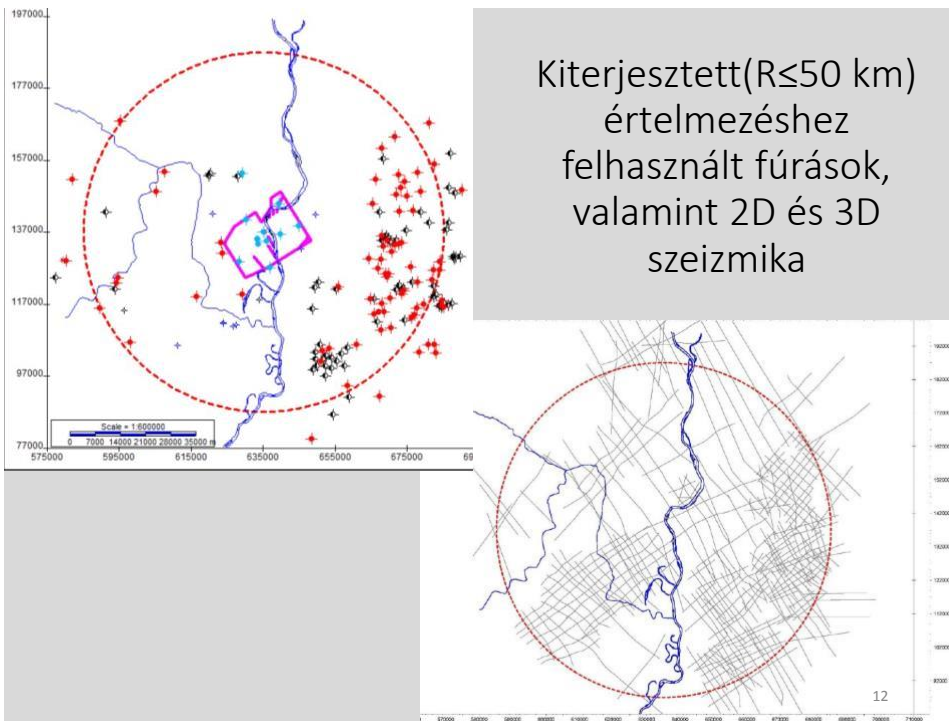 Kiterjesztett(R≤50 km)
értelmezéshez
felhasznált fúrások,
valamint 2D és 3D
szeizmika
197000
177000
157000
137000
117000
97000
77000
Scale = 1:600000
0 7000 14000 21000 28000 35000 m
575000 595000 615000 635000 655000 675000 69
12